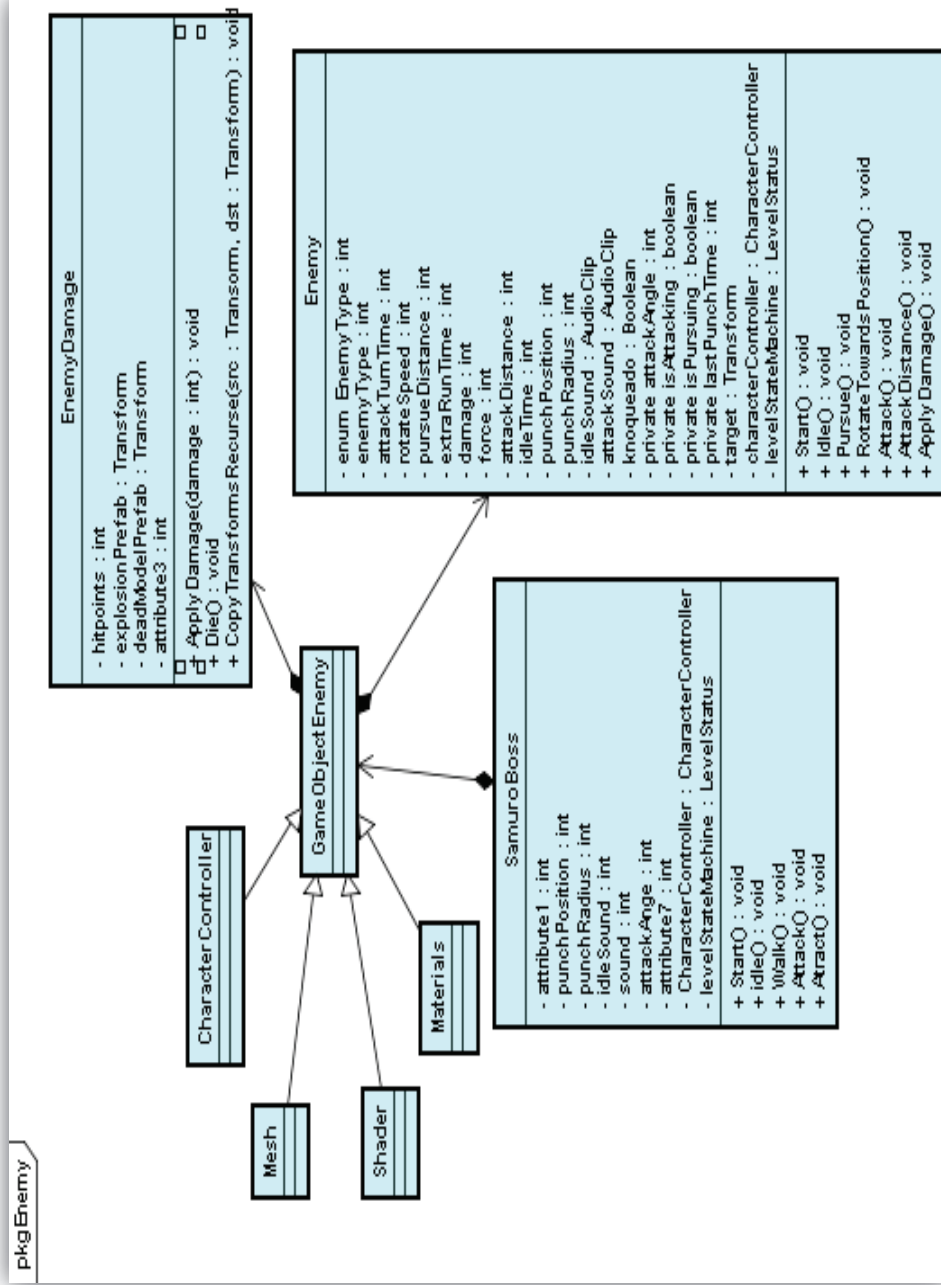 pkg Enemy
EnemyDamage
- hitpoints : int
- explosionPrefab : Transform
- deadModelPrefab : Transform
- attribute3 : int
+ ApplyDamage(damage : int) : void
+ Die() : void
+ CopyTransformsRecurse(src : Transorm, dst : Transform) : void
CharacterController
Mesh
Shader
Materials
GameObjectEnemy
Enemy
- enum EnemyType : int
- enemyType : int
- attackTurnTime : int
- rotateSpeed : int
- pursueDistance : int
- extraRunTime : int
- damage : int
- force : int
- attackDistance : int
- idleTime : int
- punchPosition : int
- punchRadius : int
- idleSound : AudioClip
- attackSound : AudioClip
- knoqueado : Boolean
- private attackAngle : int
- private isAttacking : boolean
- private isPursuing : boolean
- private lastPunchTime : int
- target : Transform
- characterController : CharacterController
- levelStateMachine : LevelStatus
+ Start() : void
+ Idle() : void
+ Pursue() : void
+ RotateTowardsPosition() : void
+ Attack() : void
+ AttackDistance() : void
+ ApplyDamage() : void
SamuroBoss
- attribute1 : int
- punchPosition : int
- punchRadius : int
- idleSound : int
- sound : int
- attackAnge : int
- attribute7 : int
- CharacterController : CharacterController
- levelStateMachine : LevelStatus
+ Start() : void
+ idle() : void
+ Walk() : void
+ Attack() : void
+ Atract() : void